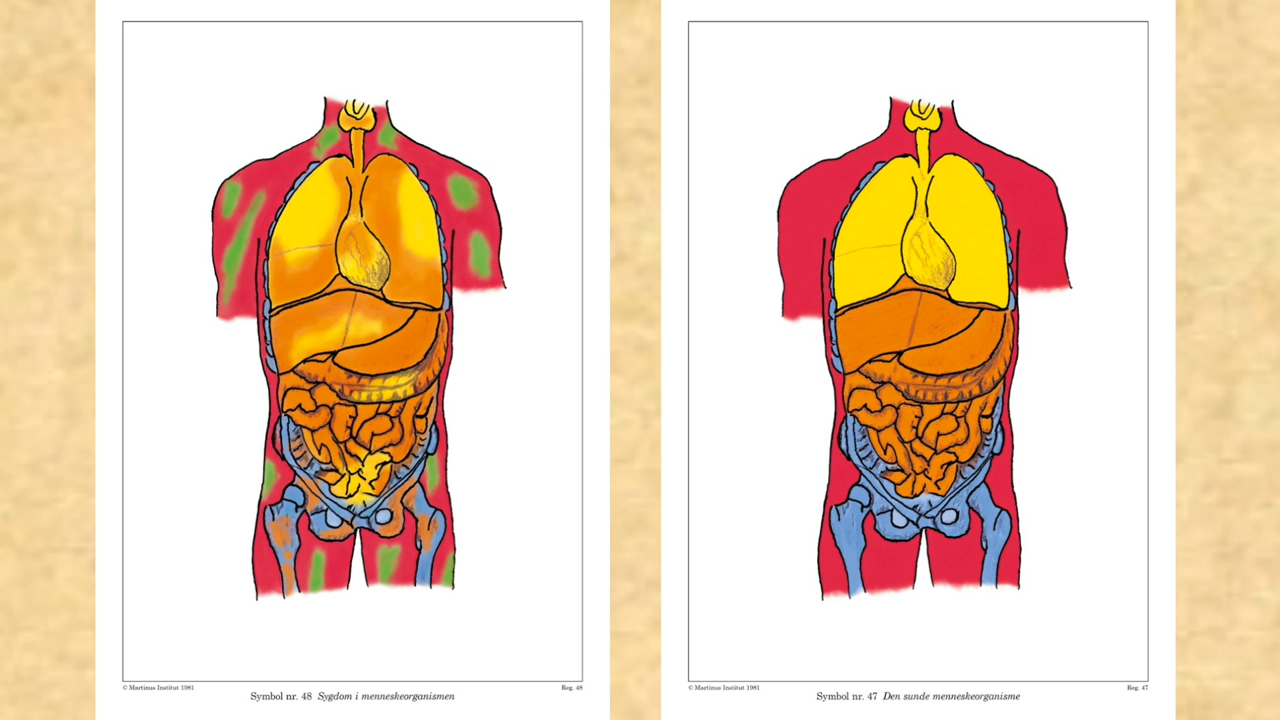 © Martinus Institut 1981
Reg. 48
Symbol nr. 48 Sygdom i menneskeorganismen
© Martinus Institut 1981
Reg. 47
Symbol nr. 47 Den sunde menneskeorganisme